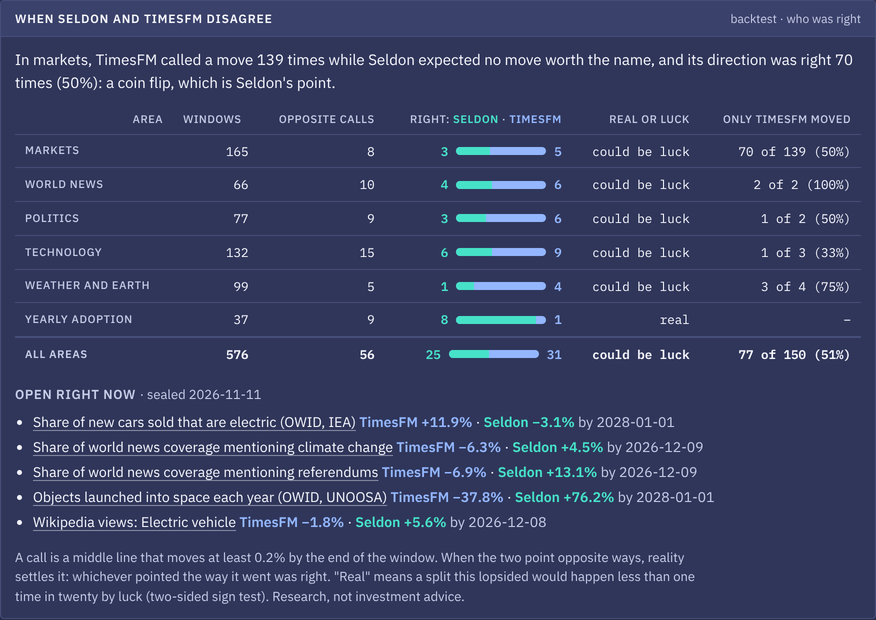 WHEN SELDON AND TIMESFM DISAGREE backtest · who was right
In markets, TimesFM called a move 139 times while Seldon expected no move worth the name, and its direction was right 70
times (50%): a coin flip, which is Seldon's point.
AREA WINDOWS OPPOSITE CALLS RIGHT: SELDON · TIMESFM REAL OR LUCK ONLY TIMESFM MOVED
MARKETS 165 8 3 5 could be luck 70 of 139 (50%)
WORLD NEWS 66 10 4 6 could be luck 2 of 2 (100%)
POLITICS 77 9 3 6 could be luck 1 of 2 (50%)
TECHNOLOGY 132 15 6 9 could be luck 1 of 3 (33%)
WEATHER AND EARTH 99 5 1 4 could be luck 3 of 4 (75%)
YEARLY ADOPTION 37 9 8 1 real –
ALL AREAS 576 56 25 31 could be luck 77 of 150 (51%)
OPEN RIGHT NOW · sealed 2026-11-11
• Share of new cars sold that are electric (OWID, IEA) TimesFM +11.9% · Seldon −3.1% by 2028-01-01
• Share of world news coverage mentioning climate change TimesFM −6.3% · Seldon +4.5% by 2026-12-09
• Share of world news coverage mentioning referendums TimesFM −6.9% · Seldon +13.1% by 2026-12-09
• Objects launched into space each year (OWID, UNOOSA) TimesFM −37.8% · Seldon +76.2% by 2028-01-01
• Wikipedia views: Electric vehicle TimesFM −1.8% · Seldon +5.6% by 2026-12-08
A call is a middle line that moves at least 0.2% by the end of the window. When the two point opposite ways, reality
settles it: whichever pointed the way it went was right. "Real" means a split this lopsided would happen less than one
time in twenty by luck (two-sided sign test). Research, not investment advice.